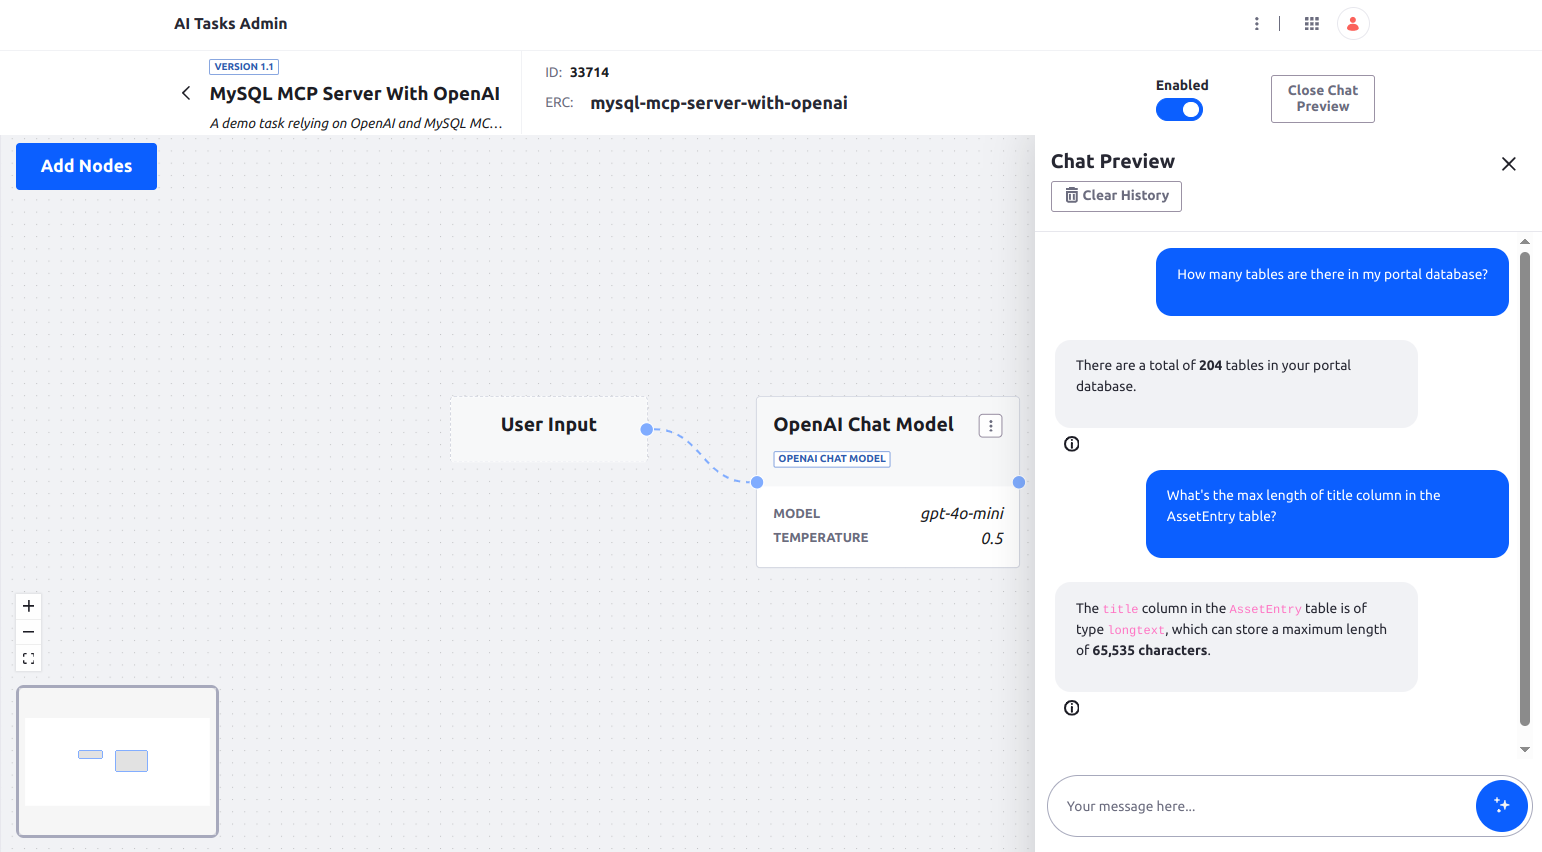 AI Tasks Admin
VERSION 1.1
MySQL MCP Server With OpenAI
A demo task relying on OpenAI and MySQL MC...
ID: 33714
ERC: mysql-mcp-server-with-openai
Enabled
Close Chat
Preview
Add Nodes
User Input
OpenAI Chat Model
OPENAI CHAT MODEL
MODEL gpt-4o-mini
TEMPERATURE 0.5
Chat Preview
Clear History
How many tables are there in my portal database?
There are a total of 204 tables in your portal
database.
What's the max length of title column in the
AssetEntry table?
The title column in the AssetEntry table is of
type longtext, which can store a maximum length
of 65,535 characters.
Your message here...